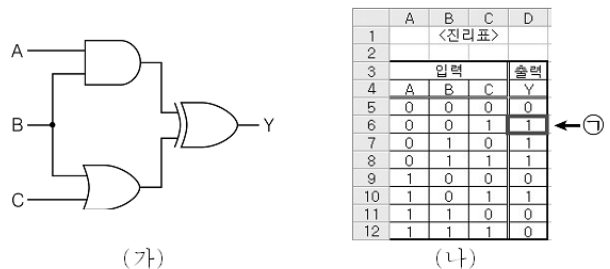 A
B
C
Y
(가)
A B C D
1 <진리표>
2
3 입력 출력
4 A B C Y
5 0 0 0 0
6 0 0 1 1 ㉠
7 0 1 0 1
8 0 1 1 1
9 1 0 0 0
10 1 0 1 1
11 1 1 0 0
12 1 1 1 0
(나)